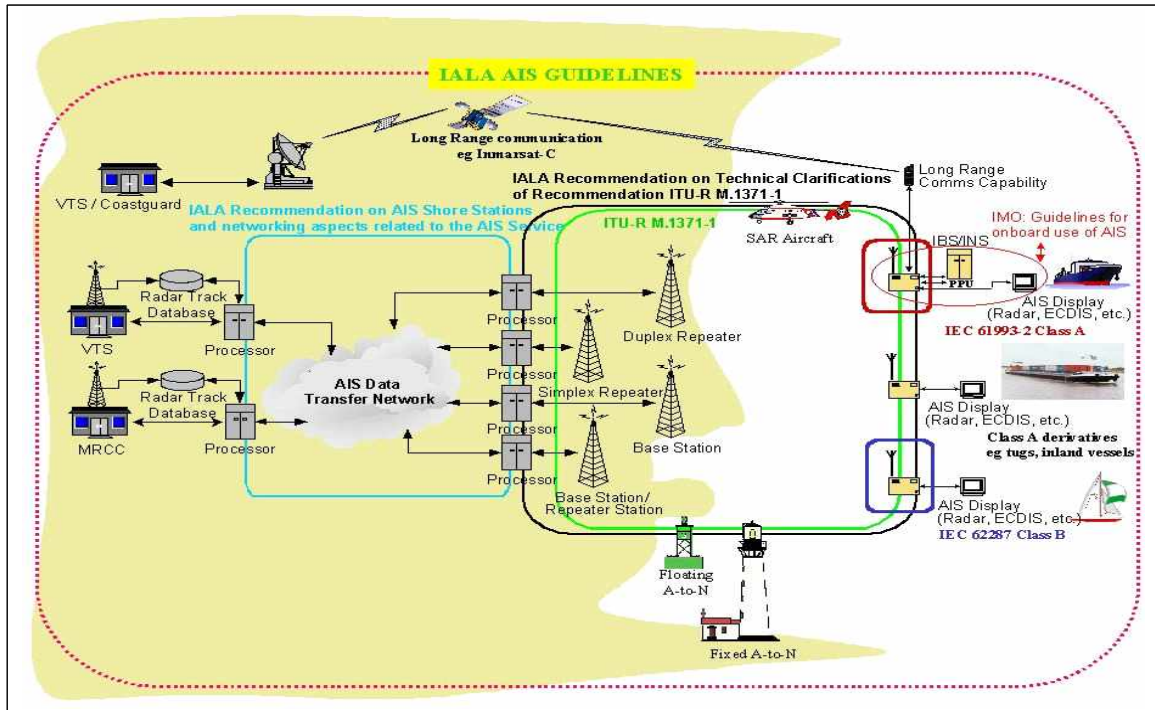 IALA AIS GUIDELINES
Long Range communication
eg Inmarsat-C
VTS / Coastguard
IALA Recommendation on Technical Clarifications
of Recommendation ITU-R M.1371-1
Long Range
Comms Capability
IALA Recommendation on AIS Shore Stations
and networking aspects related to the AIS Service
ITU-R M.1371-1
SAR Aircraft
IMO: Guidelines for
onboard use of AIS
IBS/INS
PPU
AIS Display
(Radar, ECDIS, etc.)
IEC 61993-2 Class A
Radar Track
Database
VTS
Processor
Processor
Duplex Repeater
Processor
Simplex Repeater
AIS Data
Transfer Network
Radar Track
Database
MRCC
Processor
Processor
Base Station
Processor
Base Station/
Repeater Station
AIS Display
(Radar, ECDIS, etc.)
Class A derivatives
eg tugs, inland vessels
AIS Display
(Radar, ECDIS, etc.)
IEC 62287 Class B
Floating
A-to-N
Fixed A-to-N